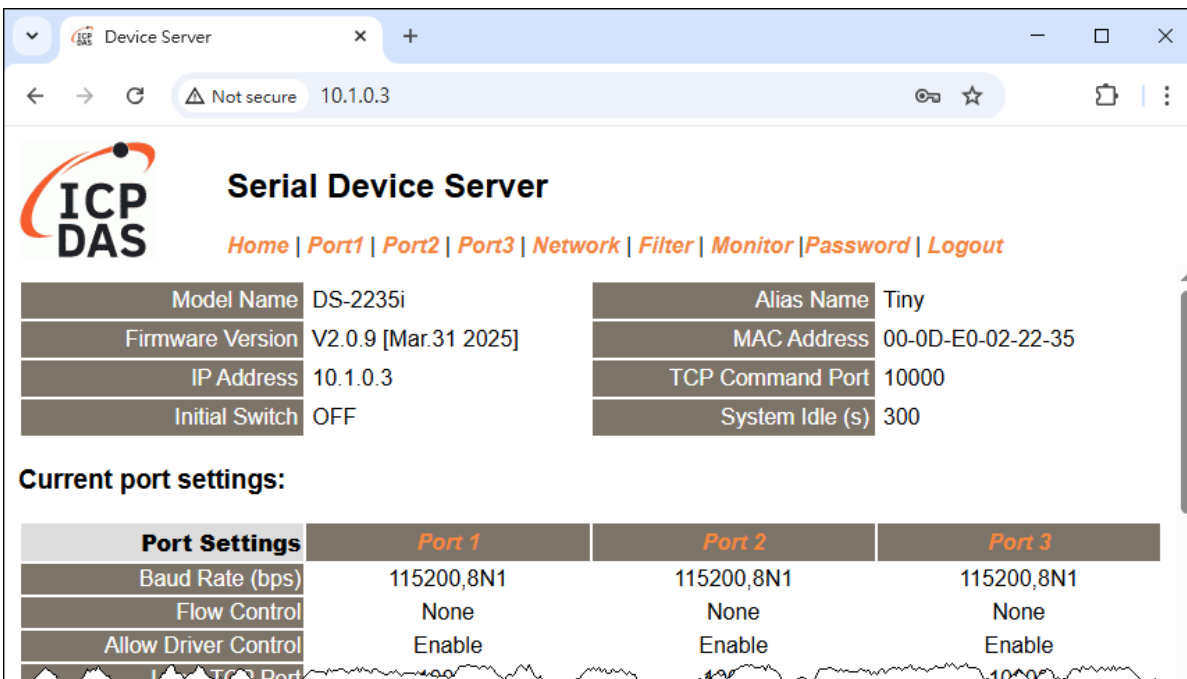 Device Server
Not secure 10.1.0.3
ICP DAS
ICP
DAS
Serial Device Server
Home | Port1 | Port2 | Port3 | Network | Filter | Monitor |Password | Logout
Model Name DS-2235i Alias Name Tiny
Firmware Version V2.0.9 [Mar.31 2025] MAC Address 00-0D-E0-02-22-35
IP Address 10.1.0.3 TCP Command Port 10000
Initial Switch OFF System Idle (s) 300
Current port settings:
Port Settings Port 1 Port 2 Port 3
Baud Rate (bps) 115200,8N1 115200,8N1 115200,8N1
Flow Control None None None
Allow Driver Control Enable Enable Enable
TCP Port